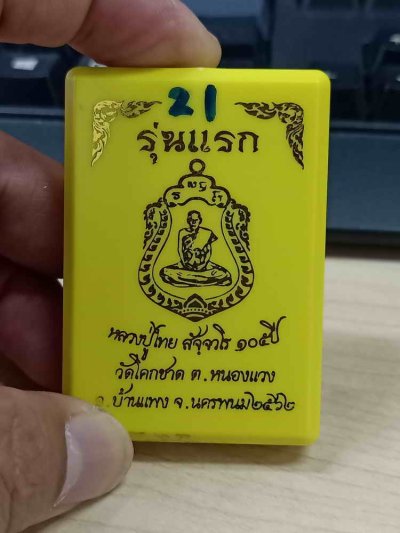 21
รุ่นแรก
หลวงปู่ไทย สัจฺจาโร ๑๐๕ปี
วัดโคกชาด ต.หนองแวง
อ.บ้านแพง จ.นครพนม๒๕๖๒